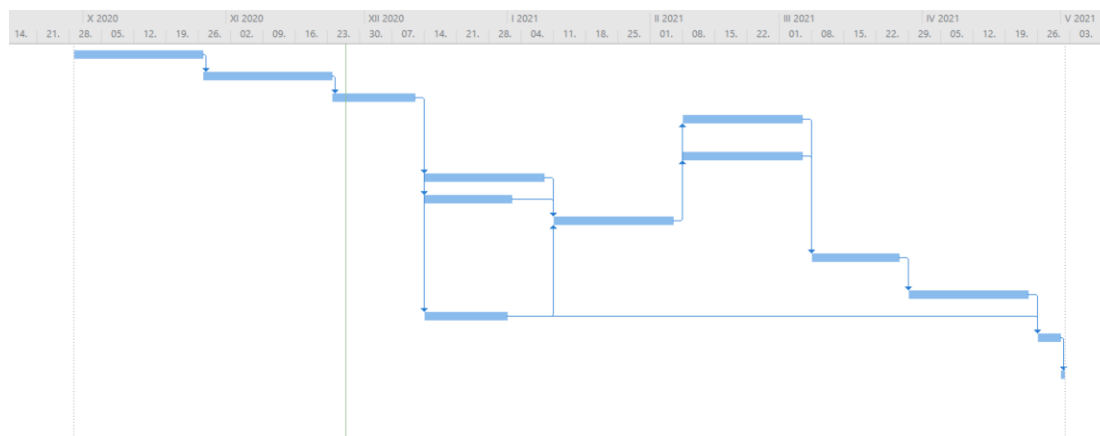 X 2020 XI 2020 XII 2020 I 2021 II 2021 III 2021 IV 2021 V 2021
14. 21. 28. 05. 12. 19. 26. 02. 09. 16. 23. 30. 07. 14. 21. 28. 04. 11. 18. 25. 01. 08. 15. 22. 01. 08. 15. 22. 29. 05. 12. 19. 26. 03.